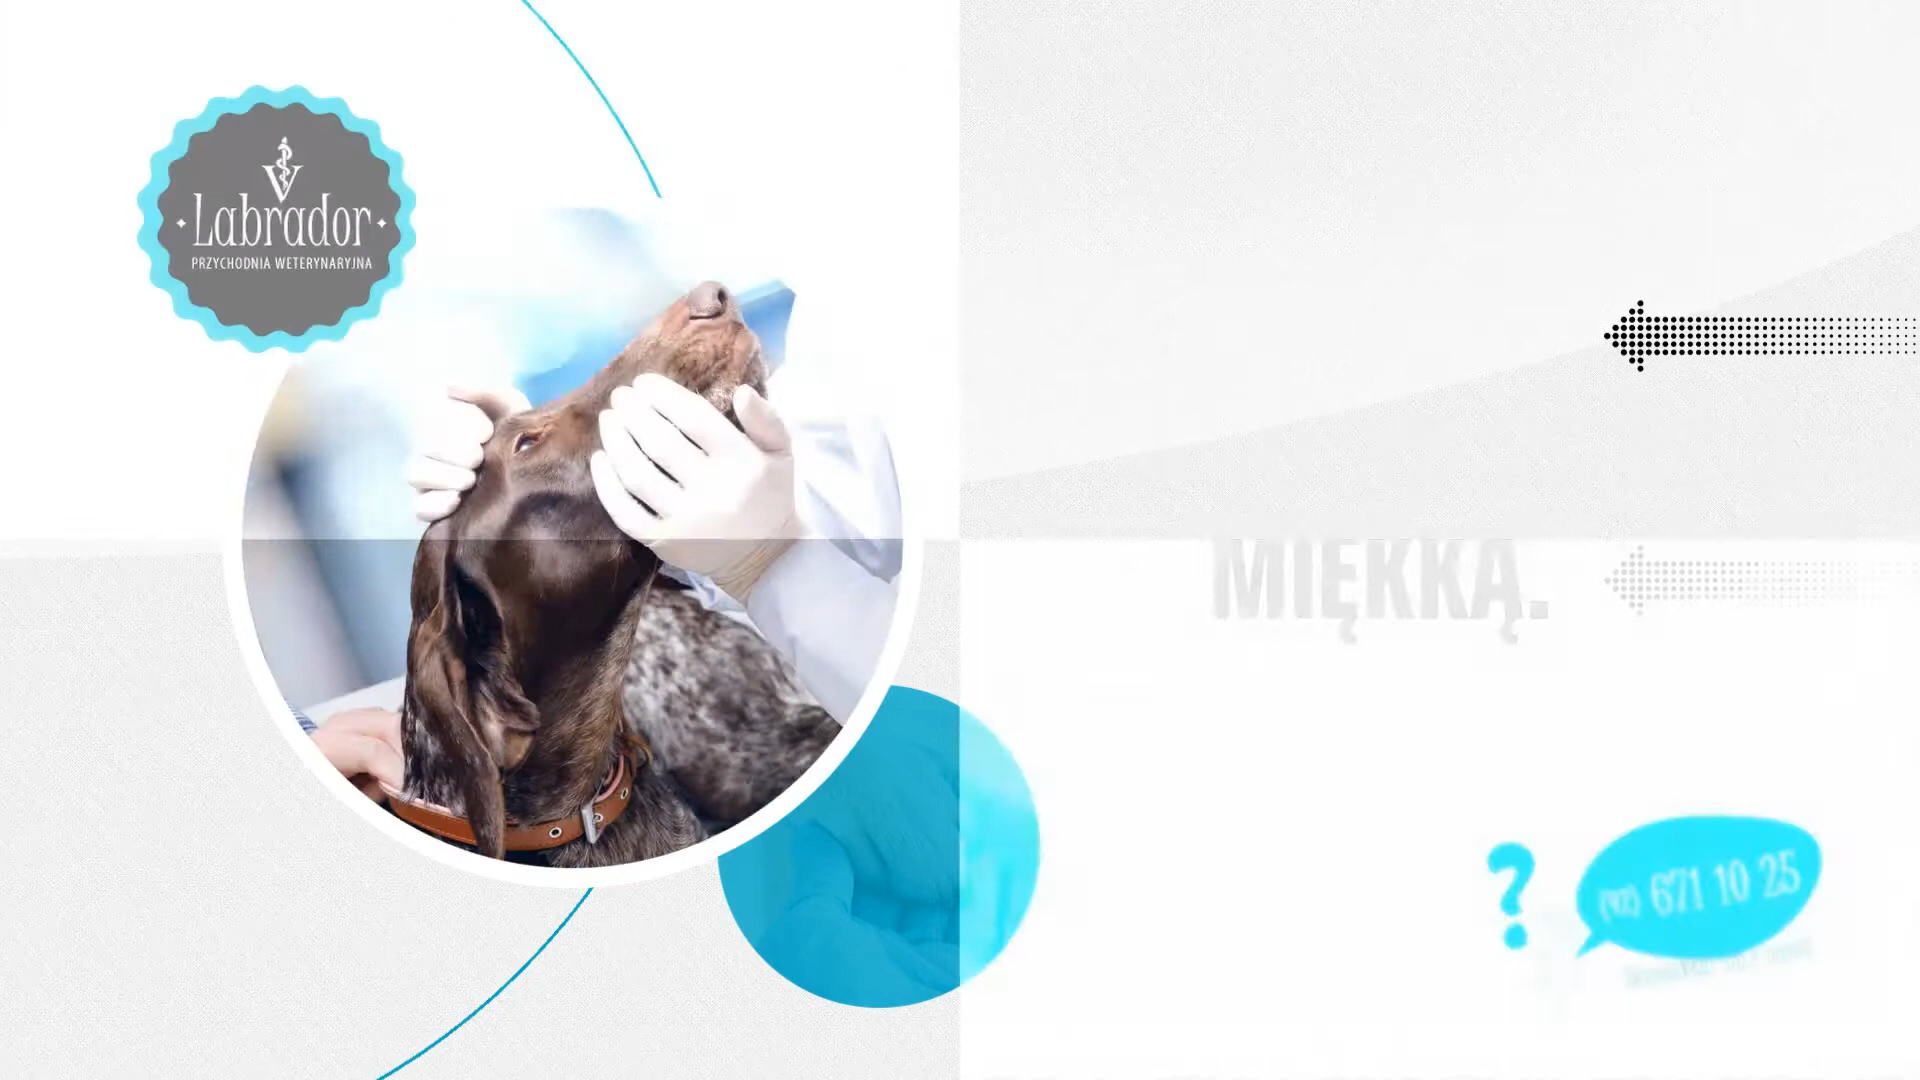 Labrador
PRZYCHODNIA WETERYNARYJNA
MIĘKKĄ.
?
671 10 25